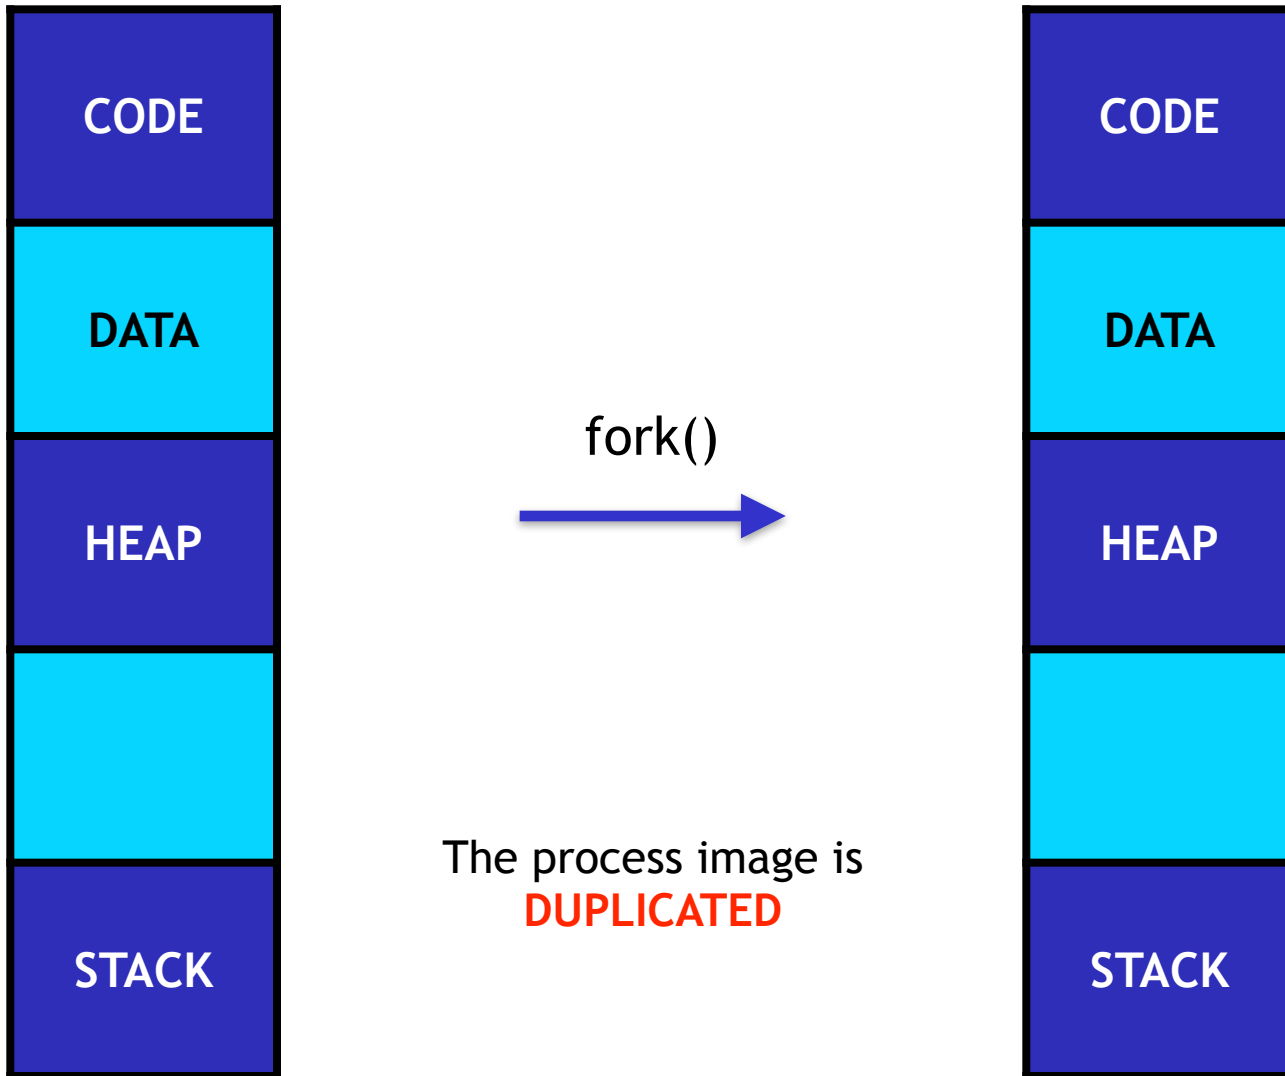 CODE
DATA
HEAP
STACK
fork()
The process image is
DUPLICATED
CODE
DATA
HEAP
STACK